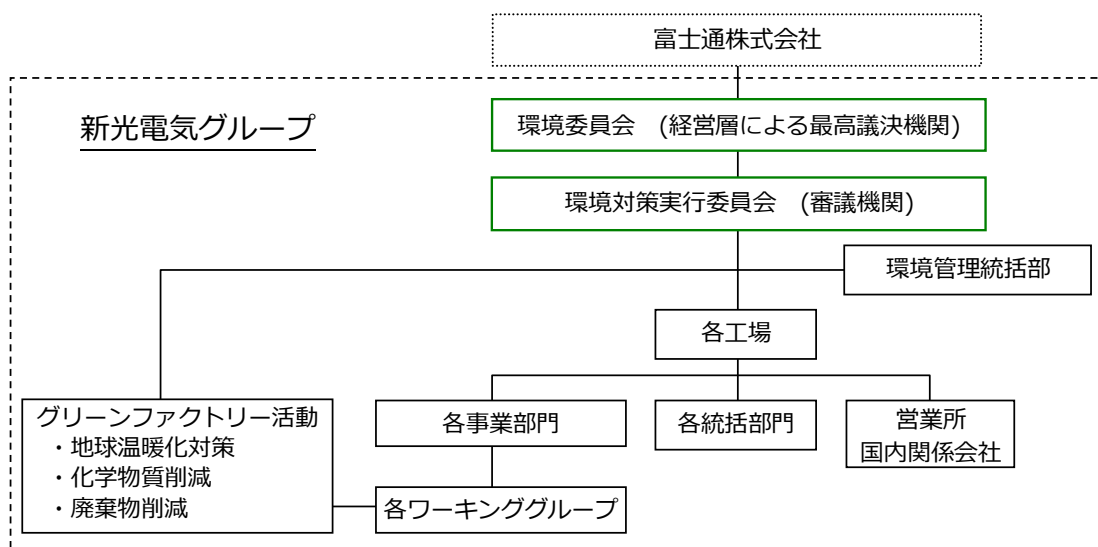 富士通株式会社
新光電気グループ
環境委員会　(経営層による最高議決機関)
環境対策実行委員会　(審議機関)
環境管理統括部
各工場
グリーンファクトリー活動
・地球温暖化対策
・化学物質削減
・廃棄物削減
各事業部門
各統括部門
営業所
国内関係会社
各ワーキンググループ